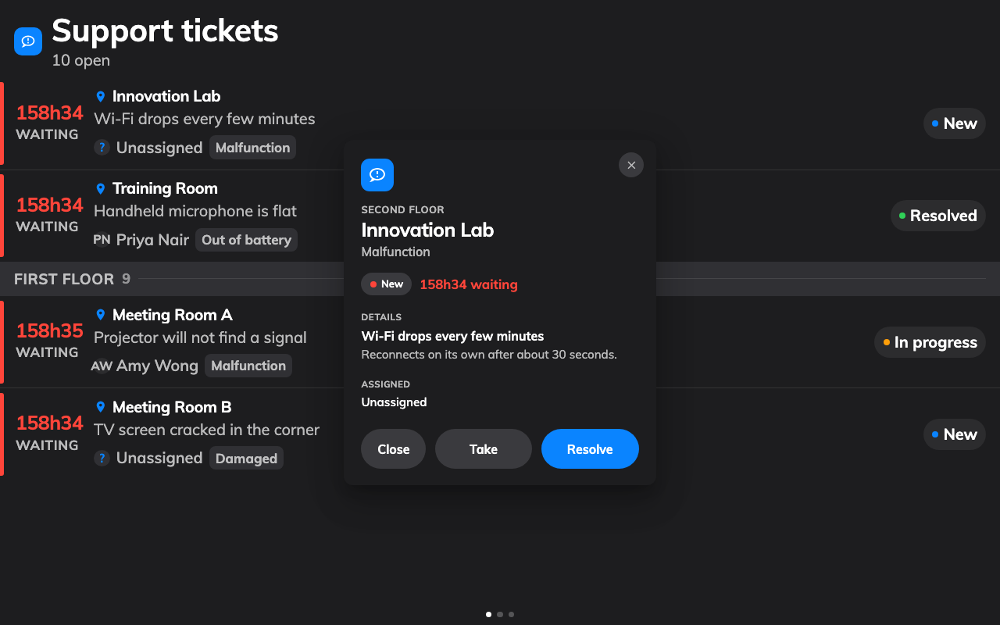 Support tickets
10 open
158h34
WAITING
Innovation Lab
Wi-Fi drops every few minutes
? Unassigned Malfunction
New
158h34
WAITING
Training Room
Handheld microphone is flat
PN Priya Nair Out of battery
Resolved
FIRST FLOOR 9
158h35
WAITING
Meeting Room A
Projector will not find a signal
AW Amy Wong Malfunction
In progress
158h34
WAITING
Meeting Room B
TV screen cracked in the corner
? Unassigned Damaged
New
SECOND FLOOR
Innovation Lab
Malfunction
New 158h34 waiting
DETAILS
Wi-Fi drops every few minutes
Reconnects on its own after about 30 seconds.
ASSIGNED
Unassigned
Close Take Resolve